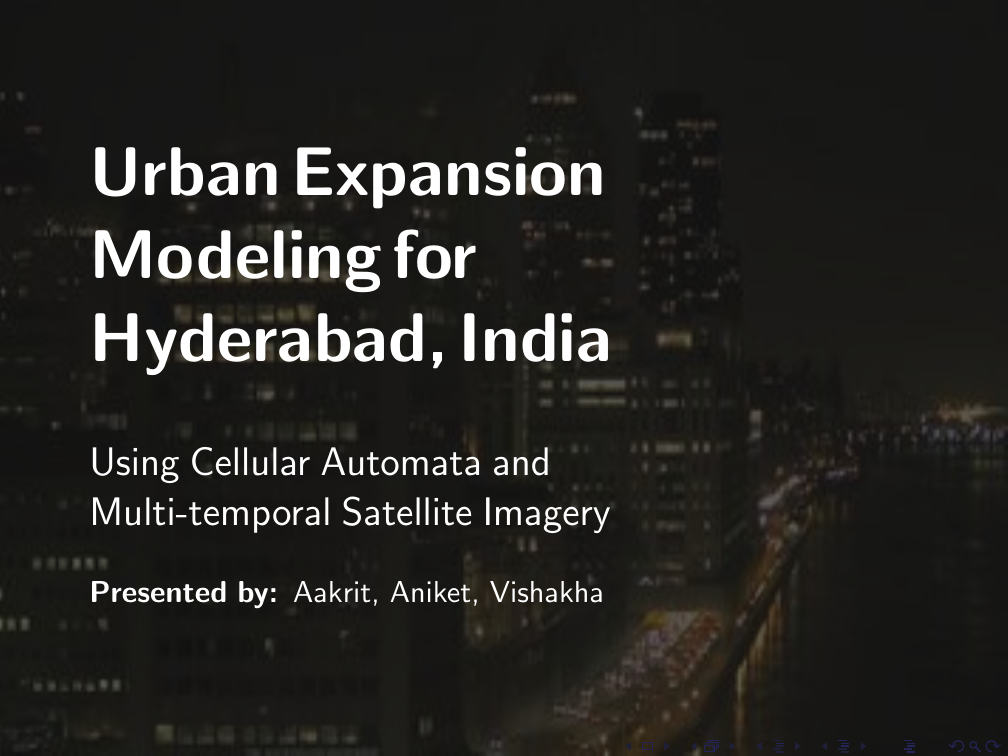 Urban Expansion
Modeling for
Hyderabad, India
Using Cellular Automata and
Multi-temporal Satellite Imagery
Presented by: Aakrit, Aniket, Vishakha